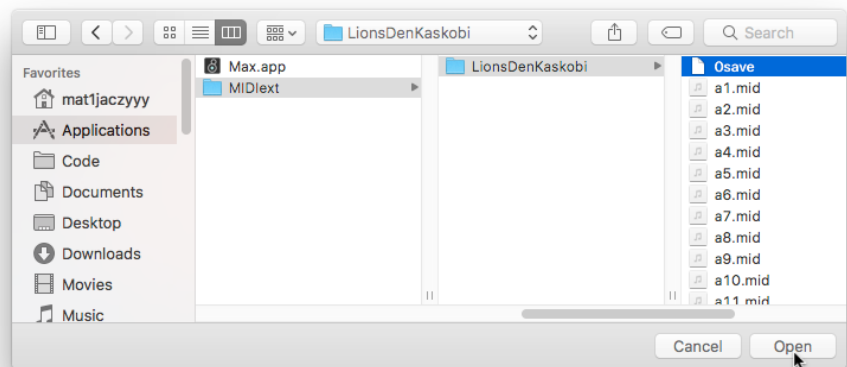 LionsDenKaskobi
Search
Favorites
mat1jaczyyy
Applications
Code
Documents
Desktop
Downloads
Movies
Music
Max.app
MIDIext
LionsDenKaskobi
0save
a1.mid
a2.mid
a3.mid
a4.mid
a5.mid
a6.mid
a7.mid
a8.mid
a9.mid
a10.mid
a11.mid
Cancel
Open